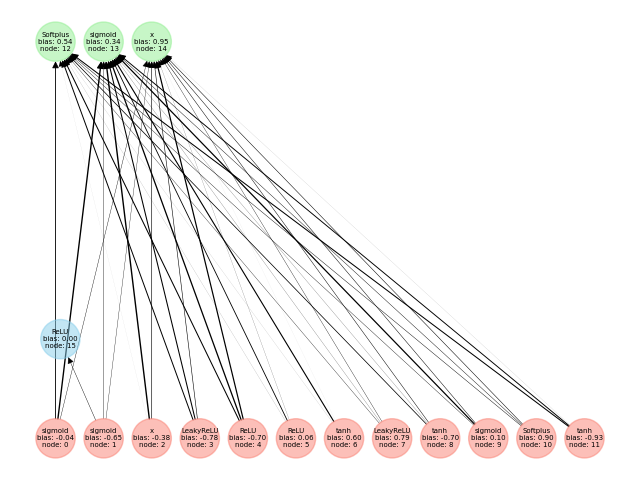 Softplus
bias: 0.54
node: 12
sigmoid
bias: 0.34
node: 13
x
bias: 0.95
node: 14
ReLU
bias: 0.00
node: 15
sigmoid
bias: -0.04
node: 0
sigmoid
bias: -0.65
node: 1
x
bias: -0.38
node: 2
LeakyReLU
bias: -0.78
node: 3
ReLU
bias: -0.70
node: 4
ReLU
bias: 0.06
node: 5
tanh
bias: 0.60
node: 6
LeakyReLU
bias: 0.79
node: 7
tanh
bias: -0.70
node: 8
sigmoid
bias: 0.10
node: 9
Softplus
bias: 0.90
node: 10
tanh
bias: -0.93
node: 11